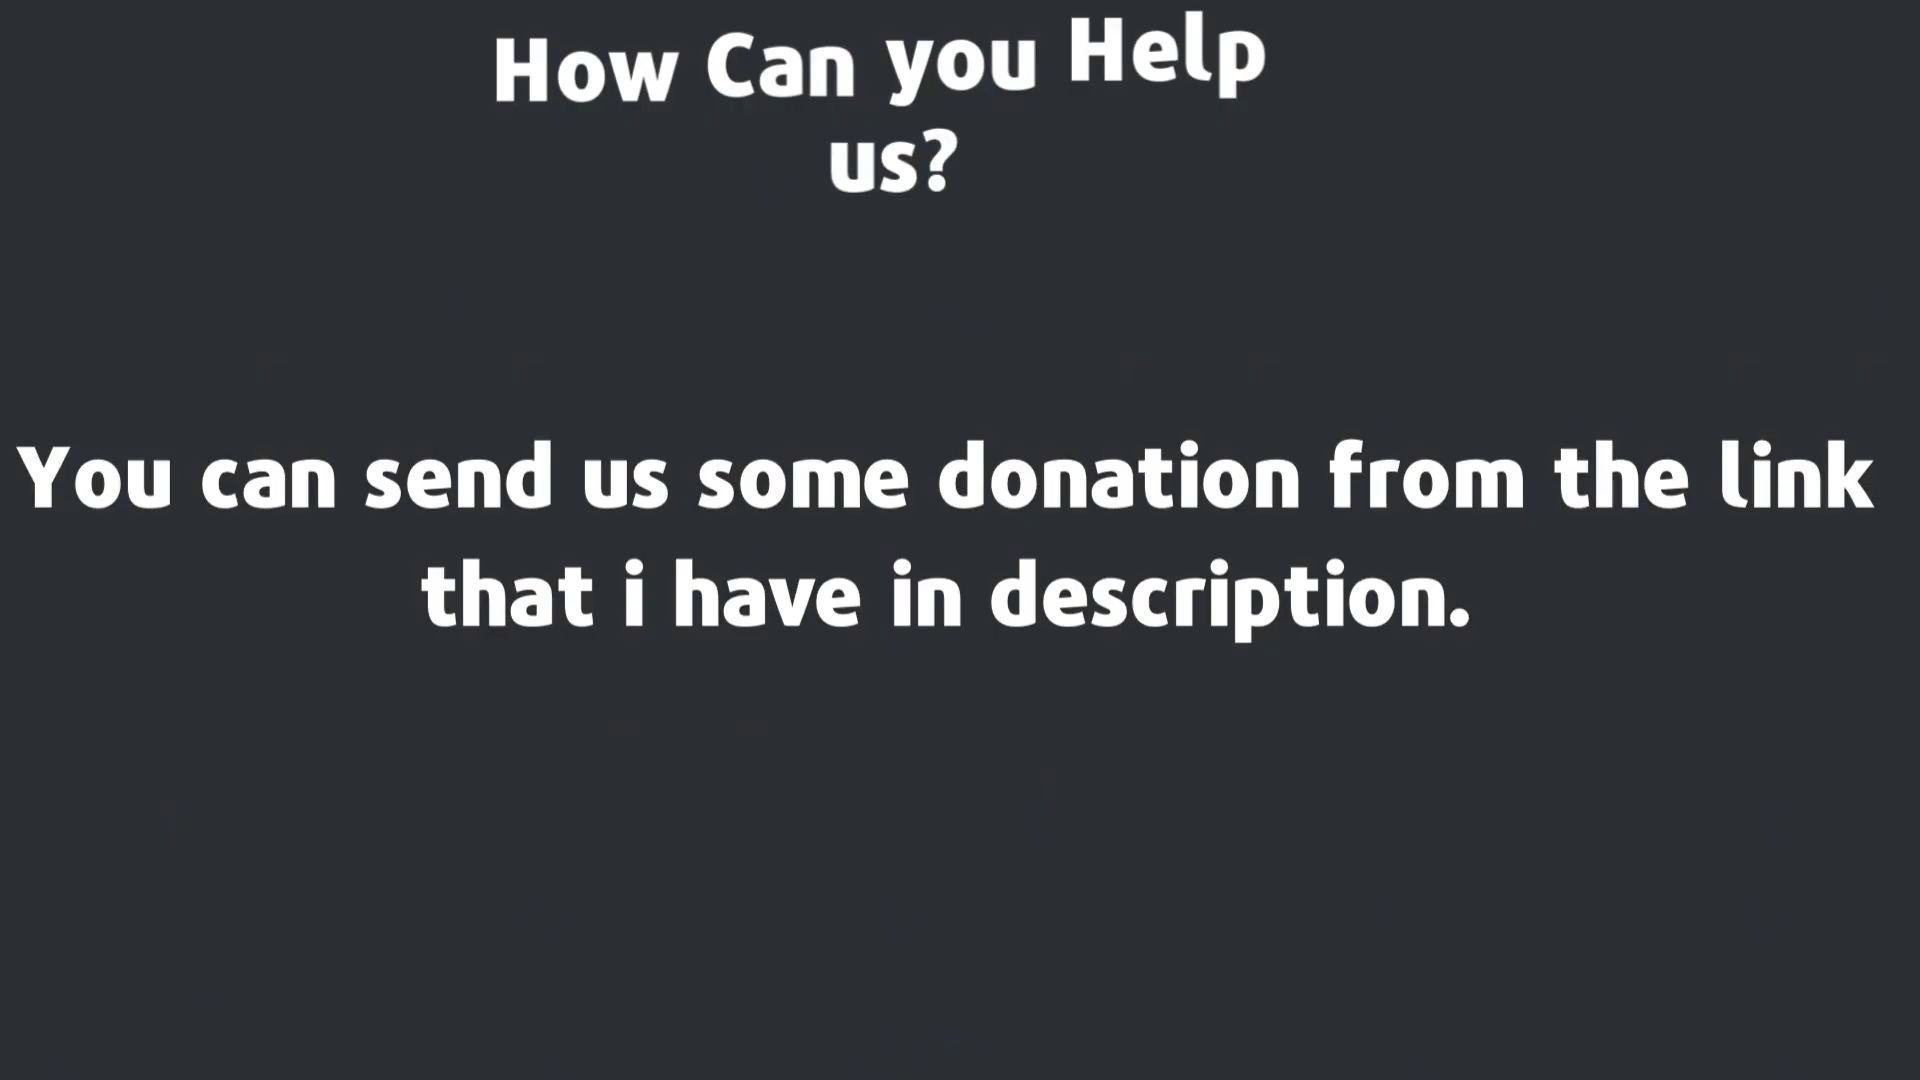 How Can you Help
us?
You can send us some donation from the link
that i have in description.